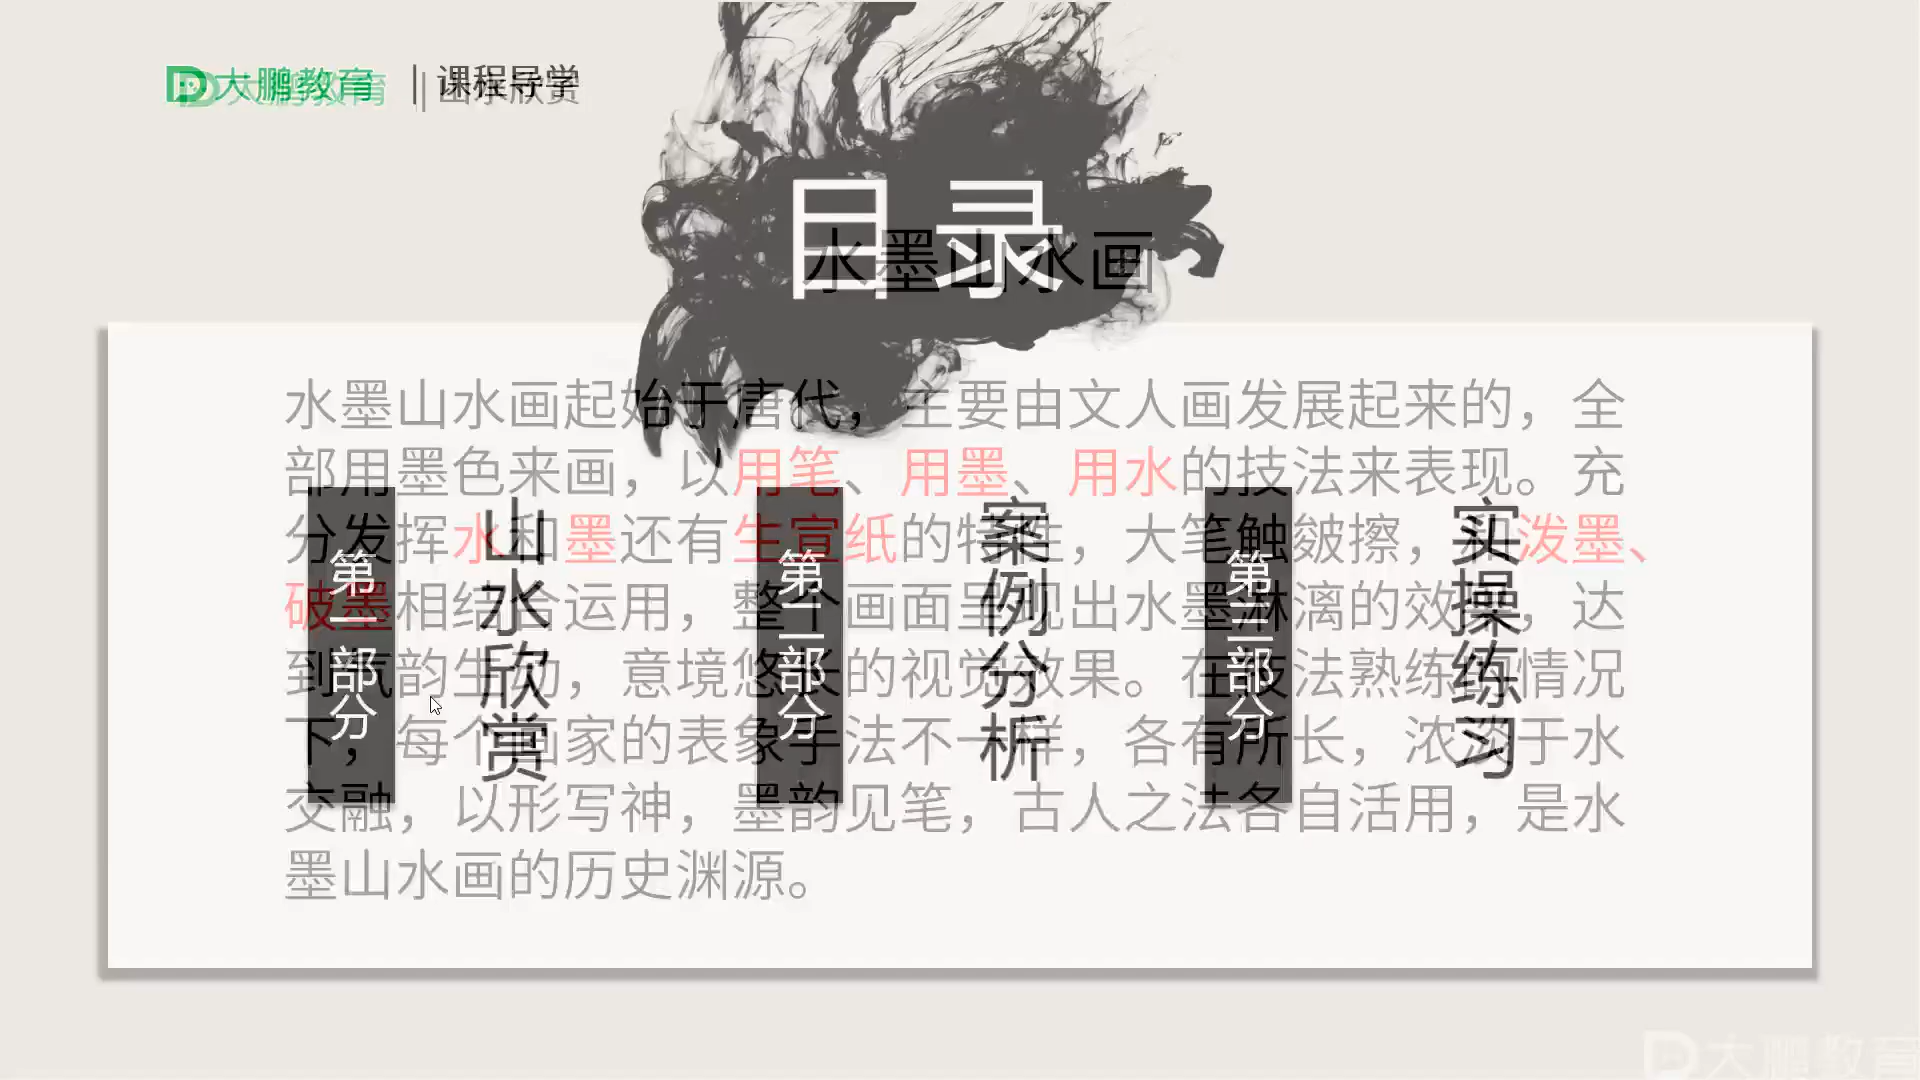 大鹏教育 | 课程导学
大鹏教育 | 山水欣赏
目录
水墨山水画
水墨山水画起始于唐代，主要由文人画发展起来的，全
部用墨色来画，以用笔、用墨、用水的技法来表现。充
分发挥水和墨还有生宣纸的特性，大笔触皴擦，和泼墨、
破墨相结合运用，整个画面呈现出水墨淋漓的效果，达
到气韵生动，意境悠长的视觉效果。在技法熟练的情况
下，每个画家的表象手法不一样，各有所长，浓淡于水
交融，以形写神，墨韵见笔，古人之法各自活用，是水
墨山水画的历史渊源。
第一部分
山水欣赏
第二部分
案例分析
第三部分
实操练习
大鹏教育